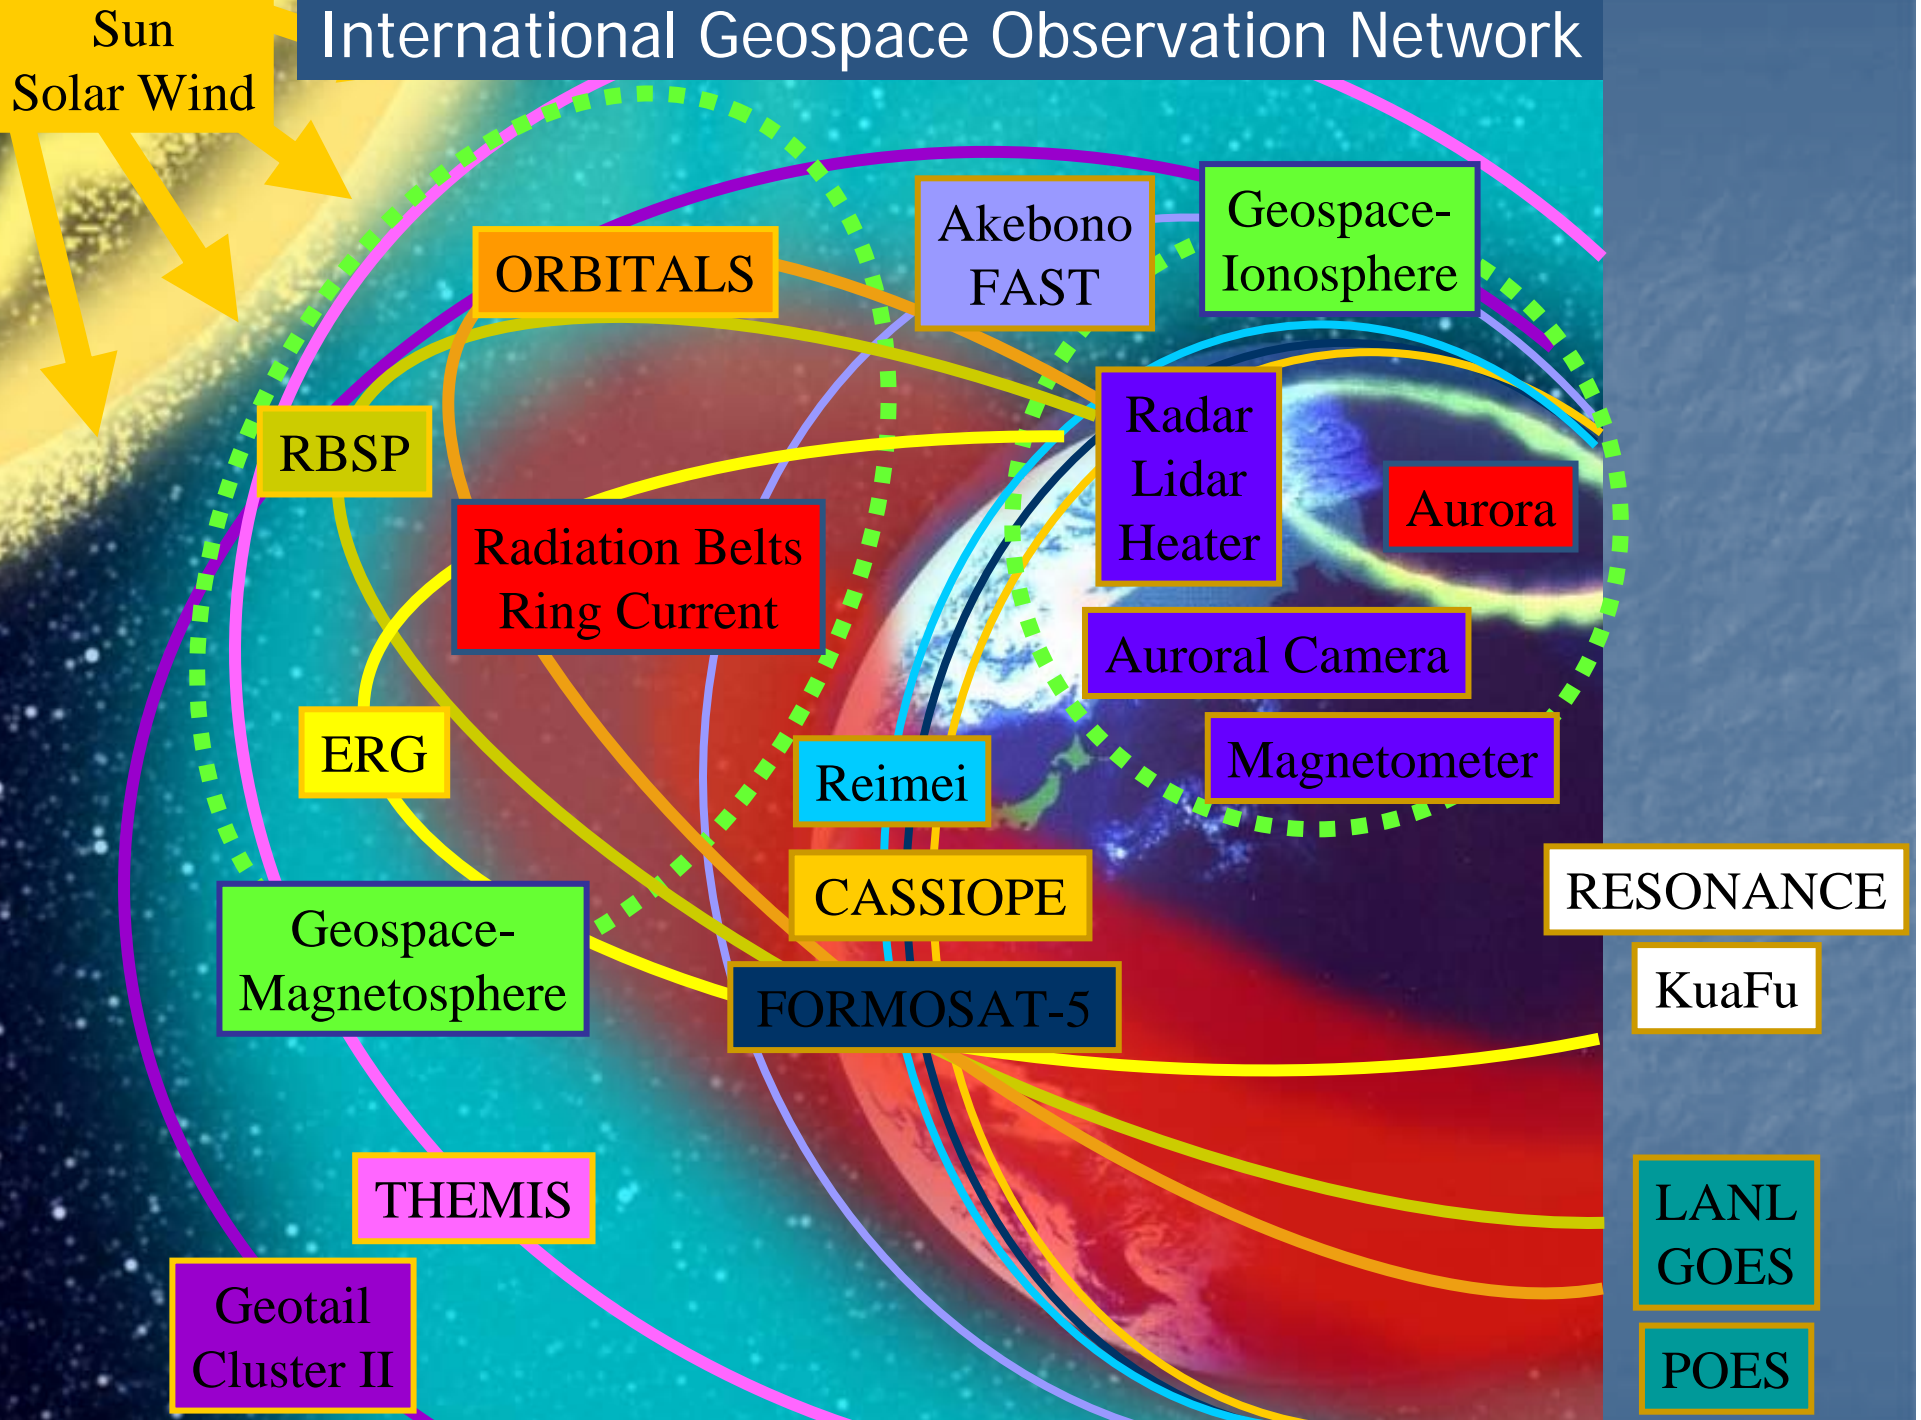 International Geospace Observation Network
Sun
Solar Wind
Akebono
FAST
Geospace-
Ionosphere
ORBITALS
RBSP
Radar
Lidar
Heater
Aurora
Radiation Belts
Ring Current
Auroral Camera
ERG
Reimei
Magnetometer
CASSIOPE
RESONANCE
Geospace-
Magnetosphere
FORMOSAT-5
KuaFu
THEMIS
LANL
GOES
Geotail
Cluster II
POES